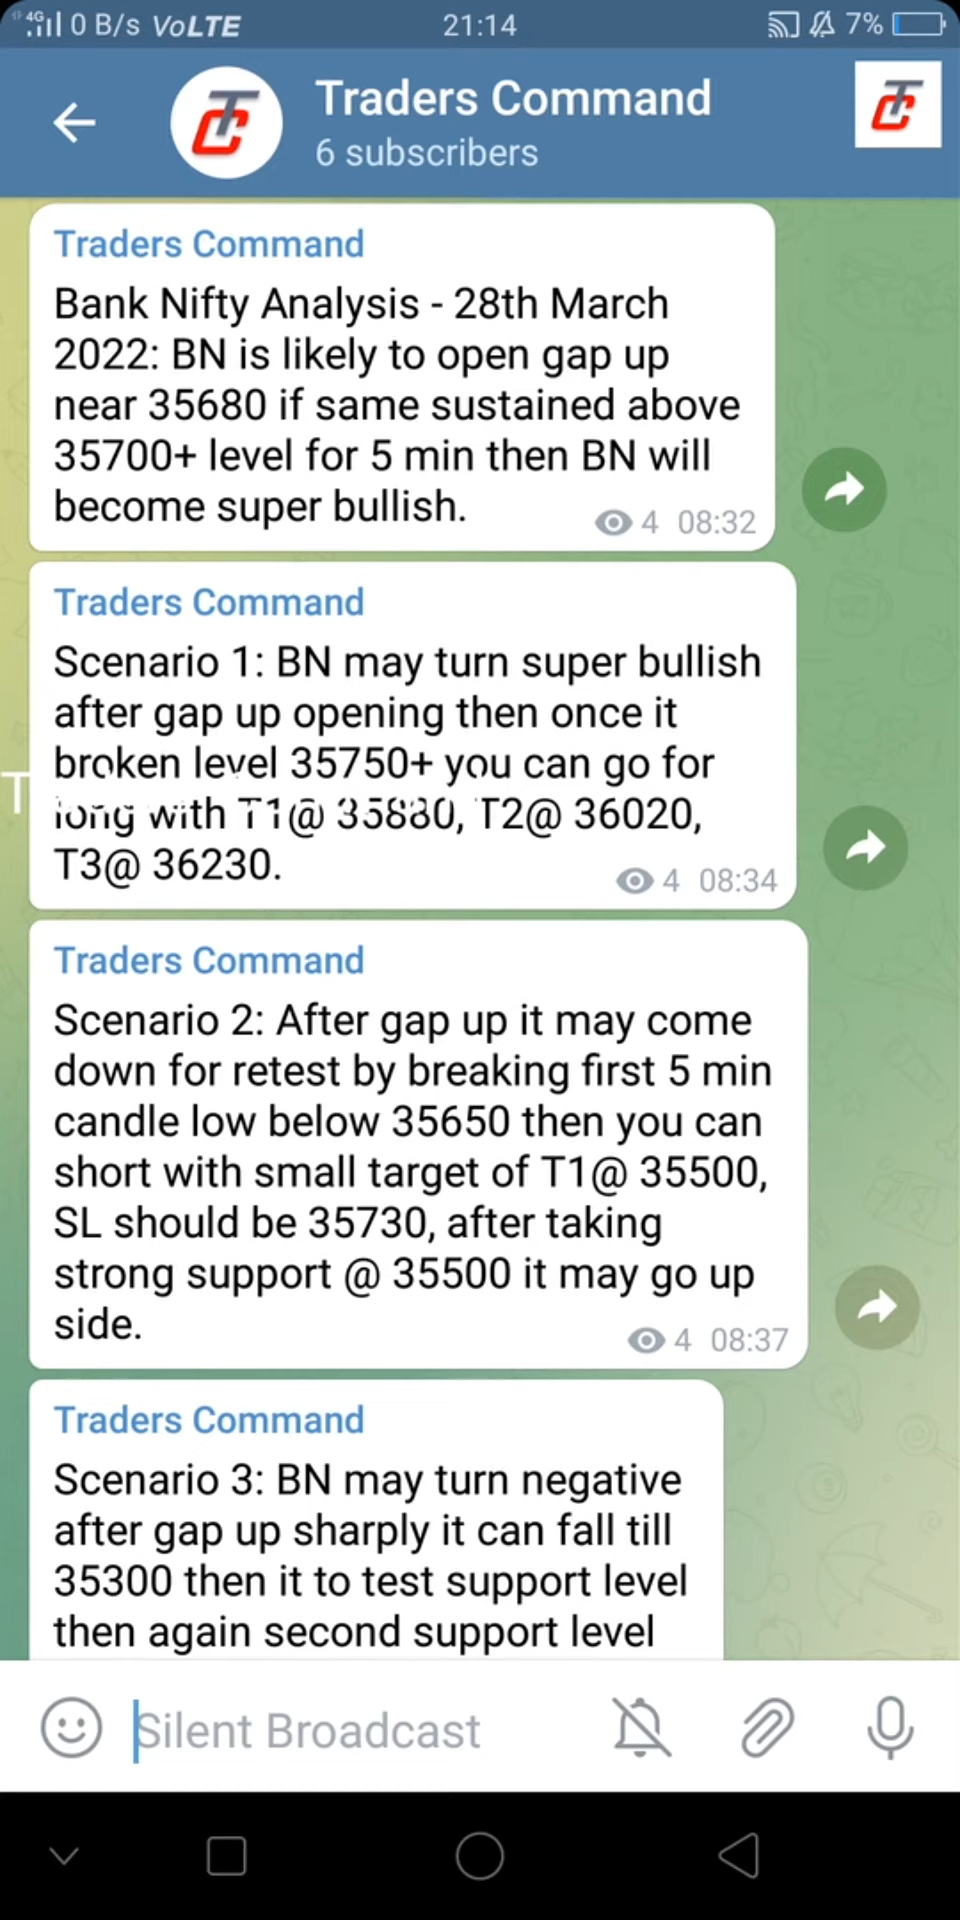 4G 0 B/s VoLTE 21:14 7%
Traders Command
6 subscribers
Traders Command
Bank Nifty Analysis - 28th March
2022: BN is likely to open gap up
near 35680 if same sustained above
35700+ level for 5 min then BN will
become super bullish.
4 08:32
Traders Command
Scenario 1: BN may turn super bullish
after gap up opening then once it
broken level 35750+ you can go for
long with T1@ 35880, T2@ 36020,
T3@ 36230.
4 08:34
Traders Command
Scenario 2: After gap up it may come
down for retest by breaking first 5 min
candle low below 35650 then you can
short with small target of T1@ 35500,
SL should be 35730, after taking
strong support @ 35500 it may go up
side.
4 08:37
Traders Command
Scenario 3: BN may turn negative
after gap up sharply it can fall till
35300 then it to test support level
then again second support level
Silent Broadcast